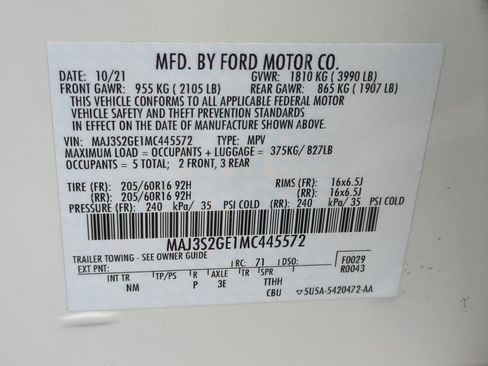 MFD. BY FORD MOTOR CO.
DATE: 10/21 GVWR: 1810 KG ( 3990 LB)
FRONT GAWR: 955 KG ( 2105 LB) REAR GAWR: 865 KG ( 1907 LB)
THIS VEHICLE CONFORMS TO ALL APPLICABLE FEDERAL MOTOR
VEHICLE SAFETY AND THEFT PREVENTION STANDARDS
IN EFFECT ON THE DATE OF MANUFACTURE SHOWN ABOVE.
VIN: MAJ3S2GE1MC445572 TYPE: MPV
MAXIMUM LOAD = OCCUPANTS + LUGGAGE = 375KG/ 827LB
OCCUPANTS = 5 TOTAL; 2 FRONT, 3 REAR
TIRE (FR): 205/60R16 92H RIMS (FR): 16x6.5J
(RR): 205/60R16 92H (RR): 16x6.5J
PRESSURE (FR): 240 kPa/ 35 PSI COLD (RR): 240 kPa/ 35 PSI COLD
MAJ3S2GE1MC445572
TRAILER TOWING - SEE OWNER GUIDE
EXT PNT: RC: 71 DSO: F0029
R0043
INT TR TP/PS R AXLE TR SPR
NM P 3E TTHH
CBU 5U5A-5420472-AA